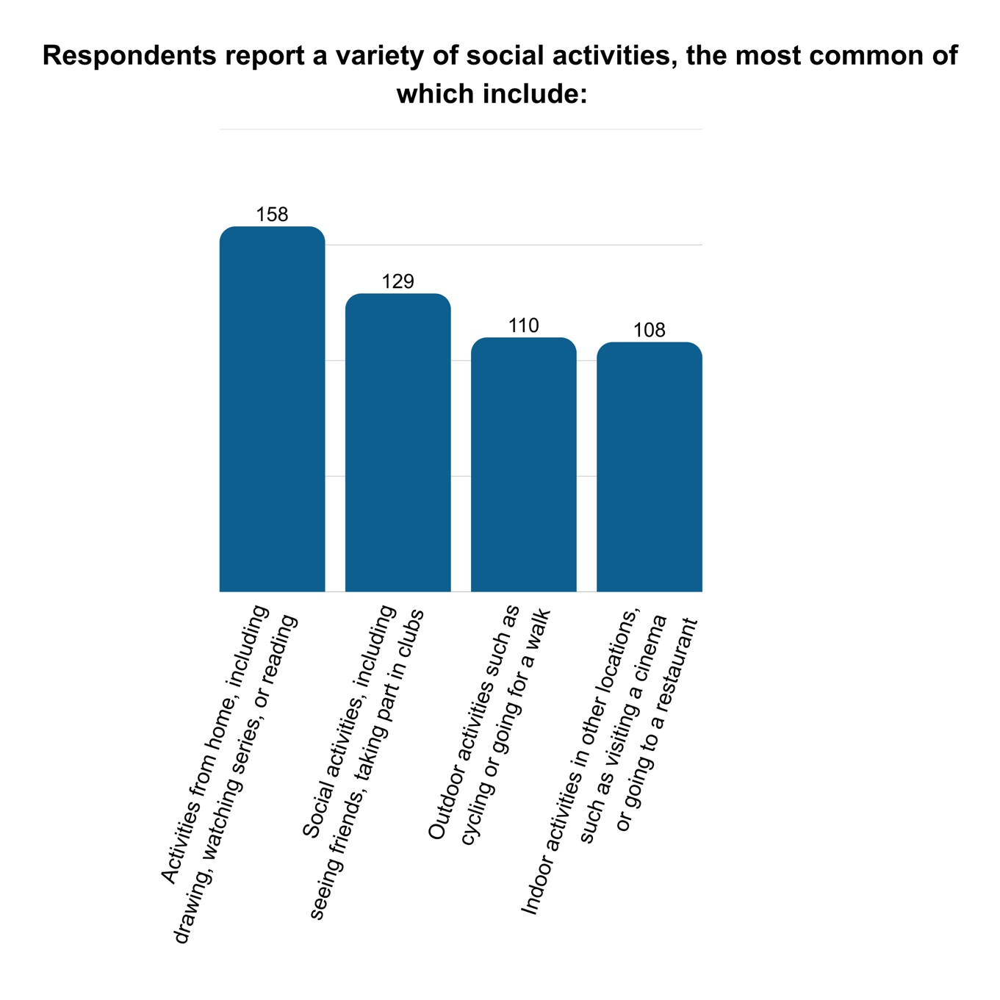 Respondents report a variety of social activities, the most common of
which include:
158
129
110
108
Activities from home, including
drawing, watching series, or reading
Social activities, including
seeing friends, taking part in clubs
Outdoor activities such as
cycling or going for a walk
Indoor activities in other locations,
such as visiting a cinema
or going to a restaurant